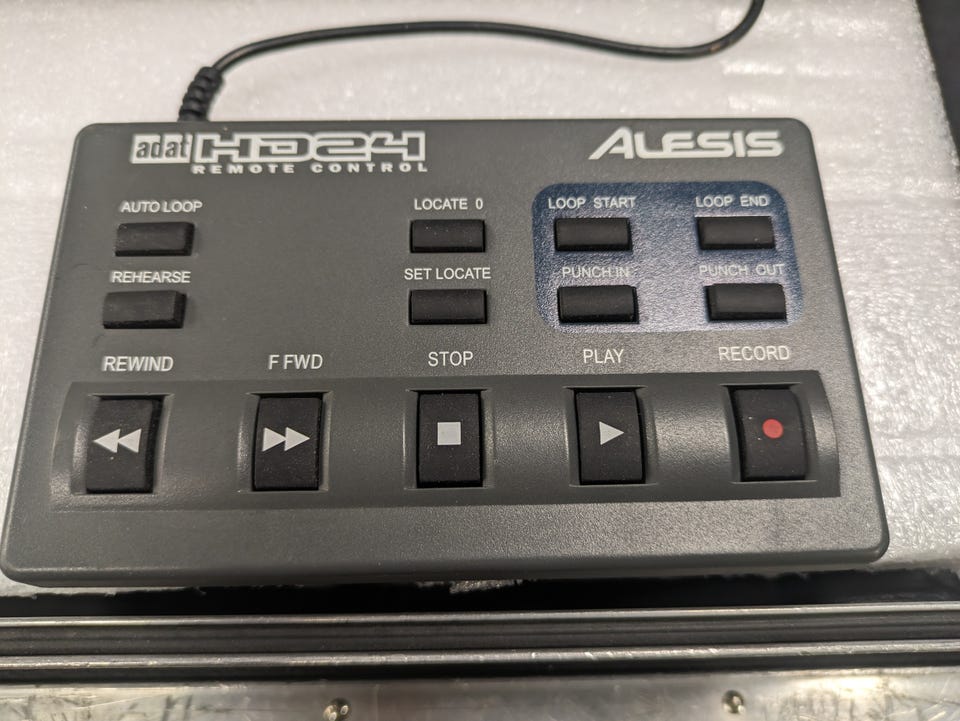 adat HD24 ALESIS
REMOTE CONTROL
AUTO LOOP LOCATE 0 LOOP START LOOP END
REHEARSE SET LOCATE PUNCH IN PUNCH OUT
REWIND F FWD STOP PLAY RECORD